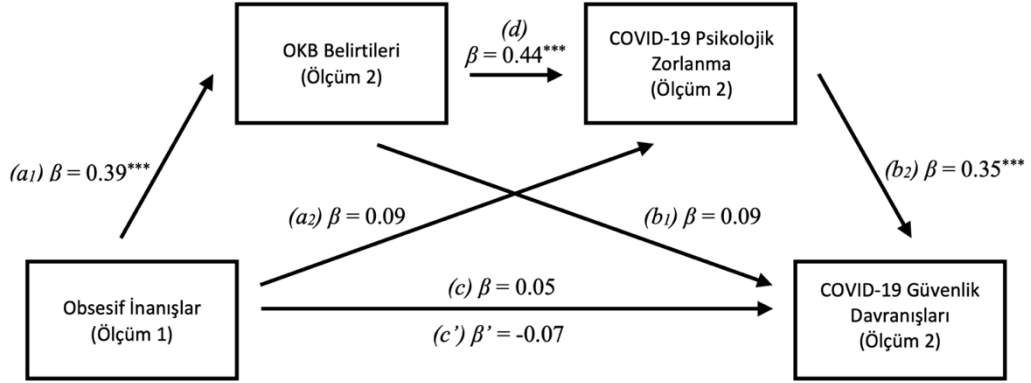 OKB Belirtileri
(Ölçüm 2)
(d)
β = 0.44***
COVID-19 Psikolojik
Zorlanma
(Ölçüm 2)
(a1) β = 0.39***
(b2) β = 0.35***
(a2) β = 0.09
(b1) β = 0.09
Obsesif İnanışlar
(Ölçüm 1)
(c) β = 0.05
(c’) β’ = -0.07
COVID-19 Güvenlik
Davranışları
(Ölçüm 2)